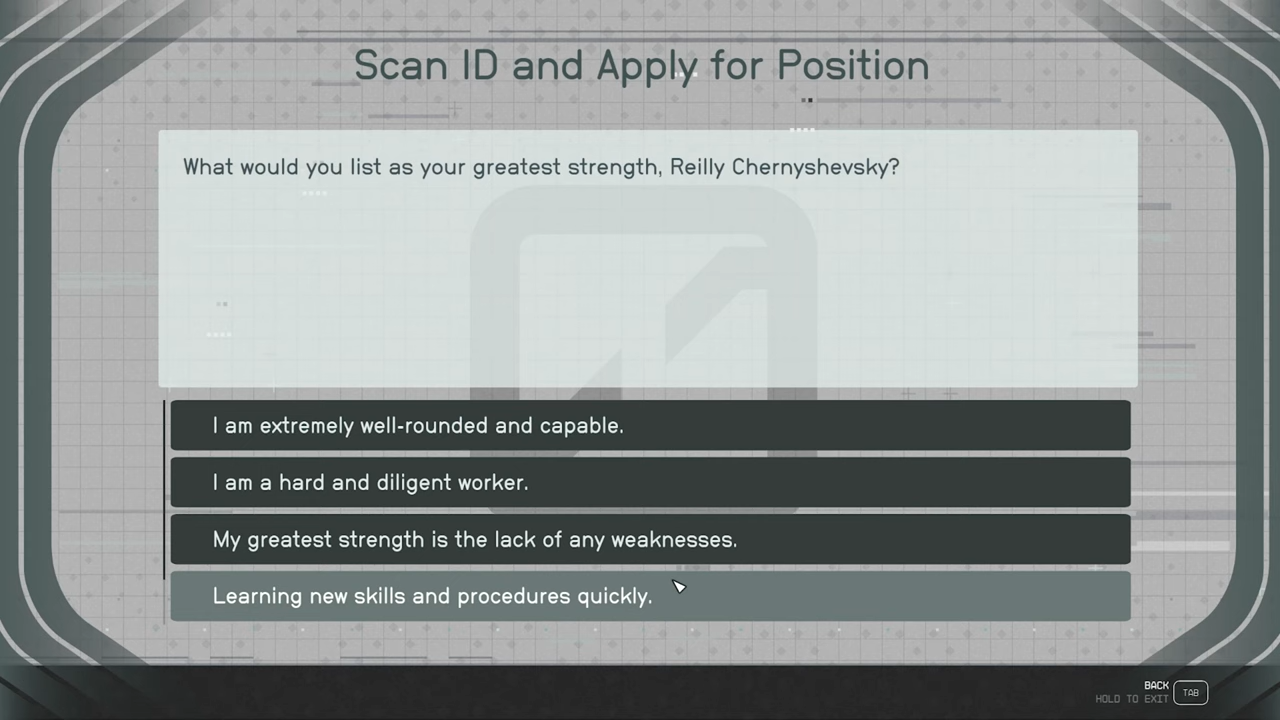 Scan ID and Apply for Position
What would you list as your greatest strength, Reilly Chernyshevsky?
I am extremely well-rounded and capable.
I am a hard and diligent worker.
My greatest strength is the lack of any weaknesses.
Learning new skills and procedures quickly.
BACK
HOLD TO EXIT TAB